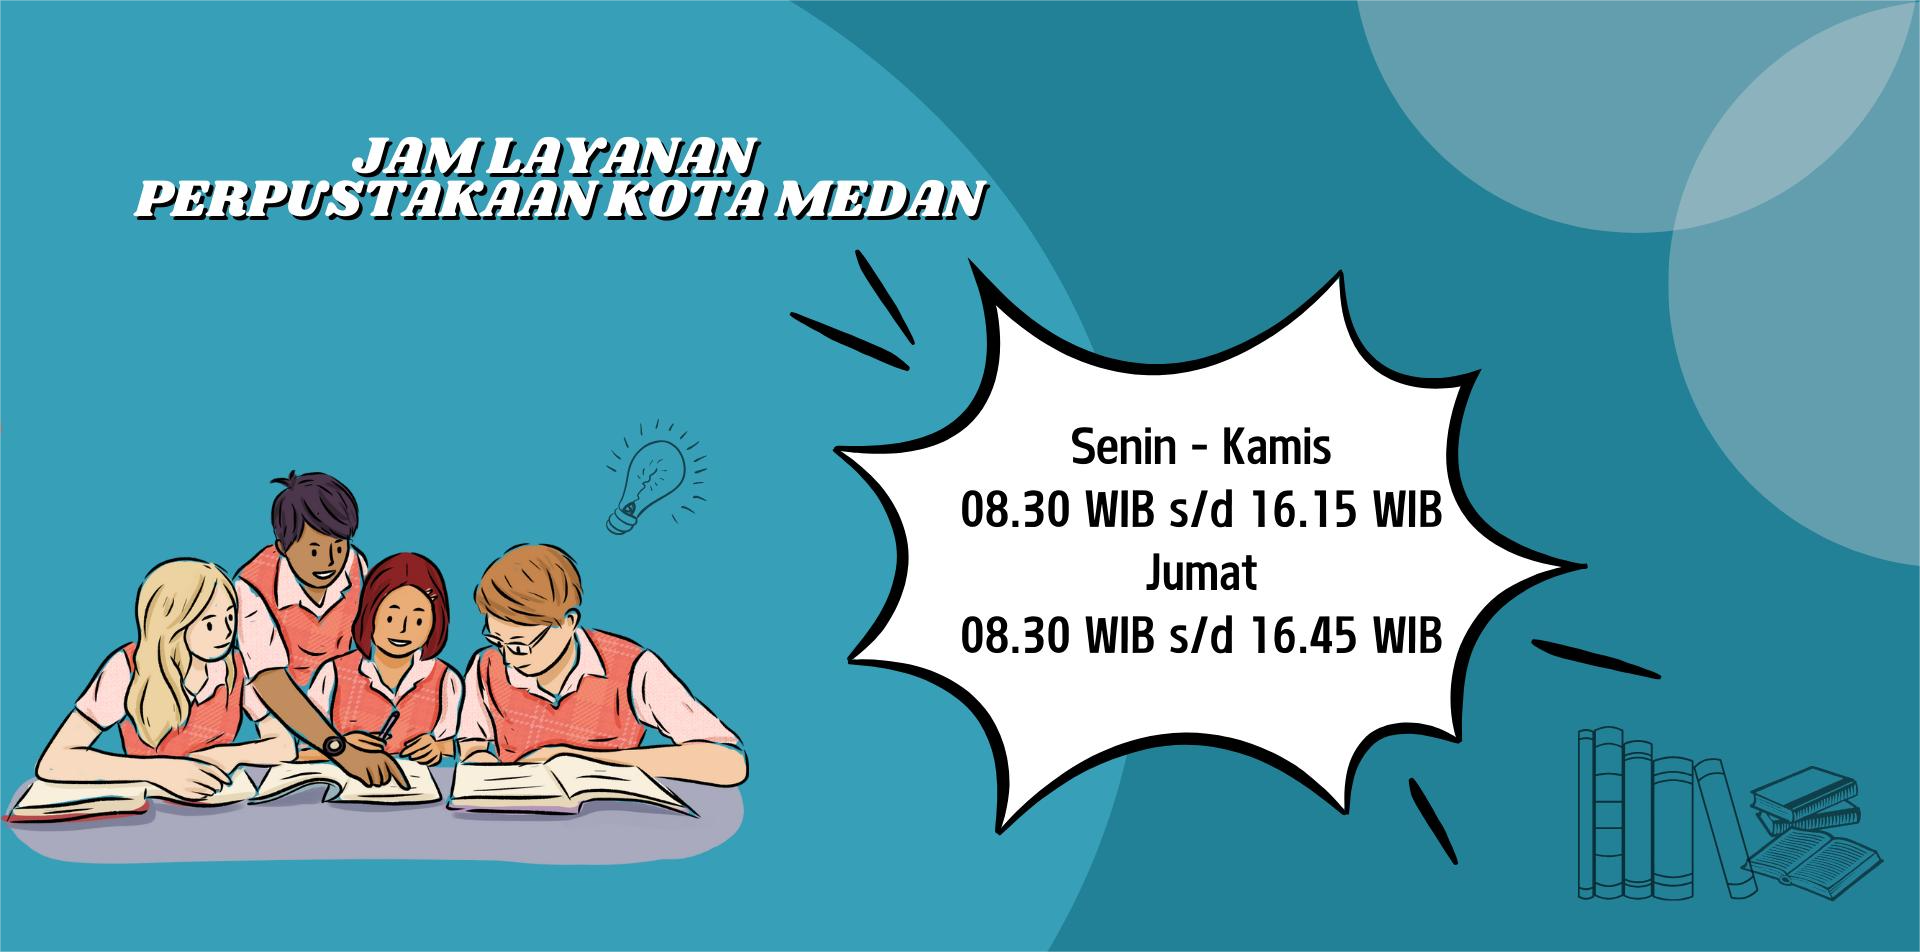 JAM LAYANAN
PERPUSTAKAAN KOTA MEDAN
Senin - Kamis
08.30 WIB s/d 16.15 WIB
Jumat
08.30 WIB s/d 16.45 WIB